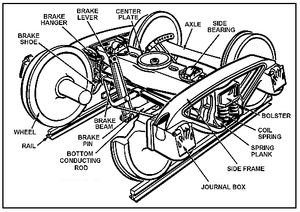 BRAKE
HANGER
BRAKE
LEVER
CENTER
PLATE
AXLE
SIDE
BEARING
BRAKE
SHOE
WHEEL
RAIL
BRAKE
BEAM
BRAKE
PIN
BOTTOM
CONDUCTING
ROD
BOLSTER
COIL
SPRING
SPRING
PLANK
SIDE FRAME
JOURNAL BOX